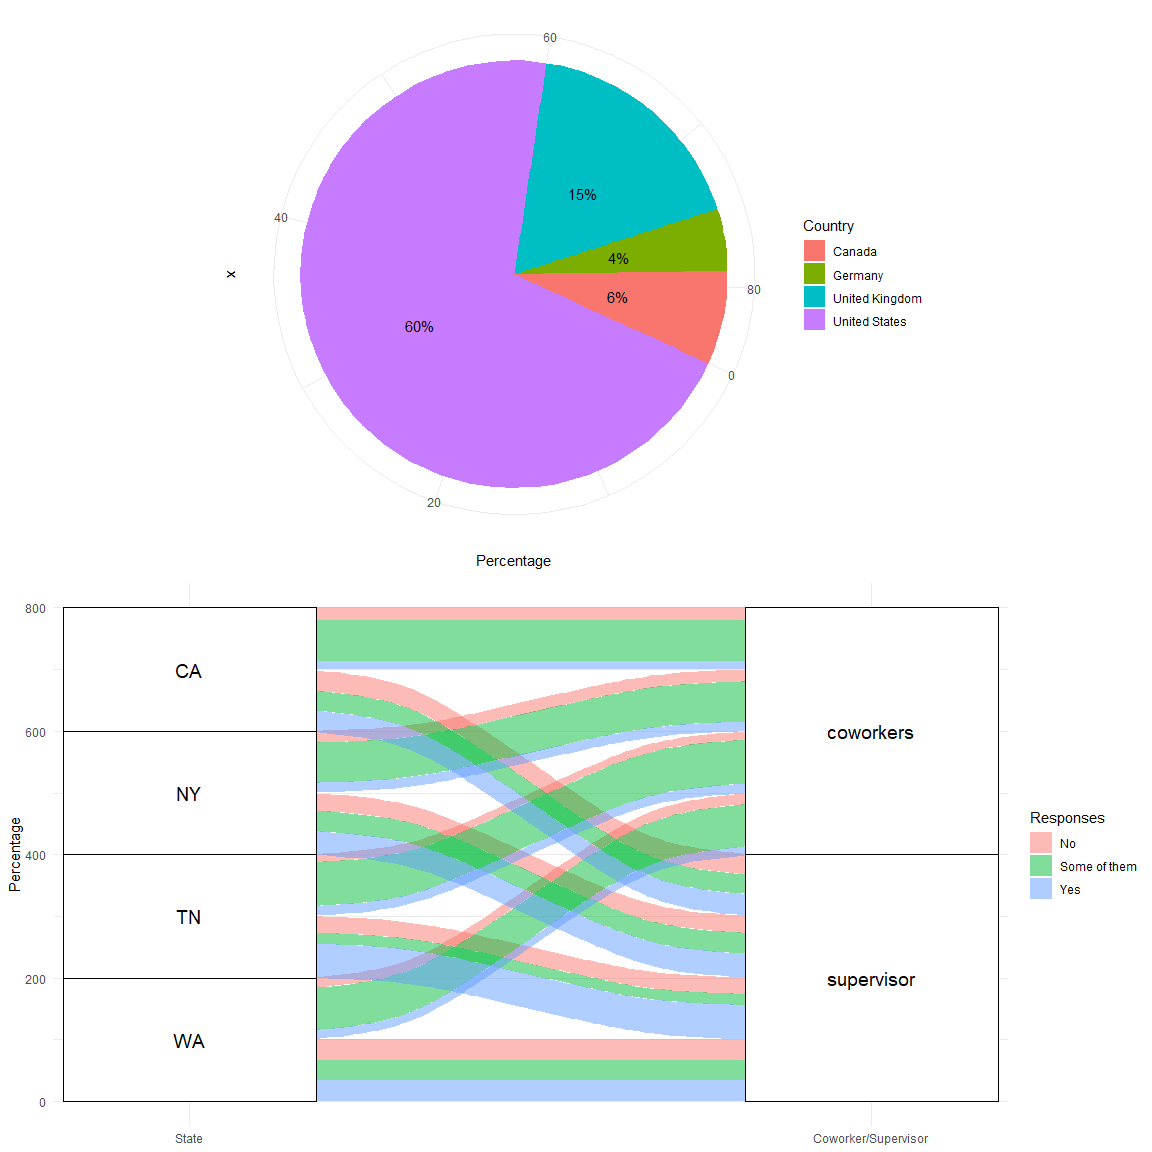 60
15%
40
4%
x
6%
80
60%
0
20
Percentage
Country
Canada
Germany
United Kingdom
United States
800
600
400
200
0
Percentage
CA
NY
TN
WA
coworkers
supervisor
State
Coworker/Supervisor
Responses
No
Some of them
Yes